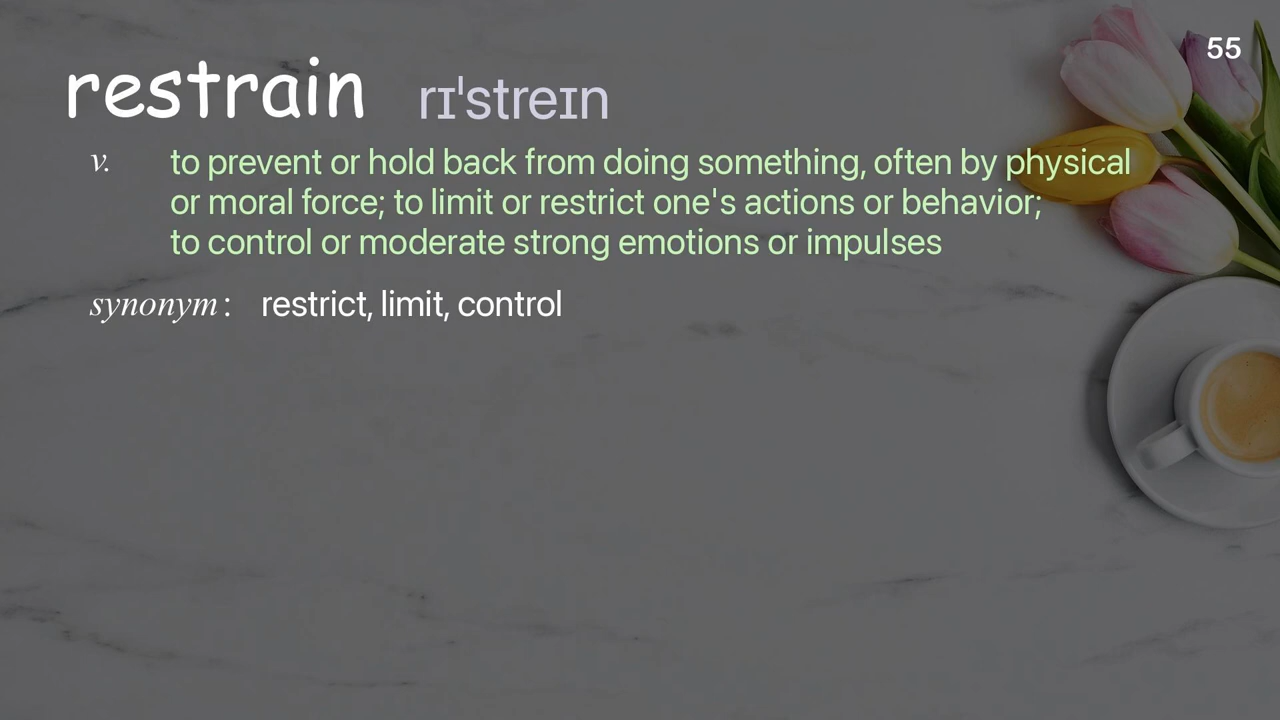 55
restrain rɪˈstreɪn
v. to prevent or hold back from doing something, often by physical
or moral force; to limit or restrict one's actions or behavior;
to control or moderate strong emotions or impulses
synonym: restrict, limit, control